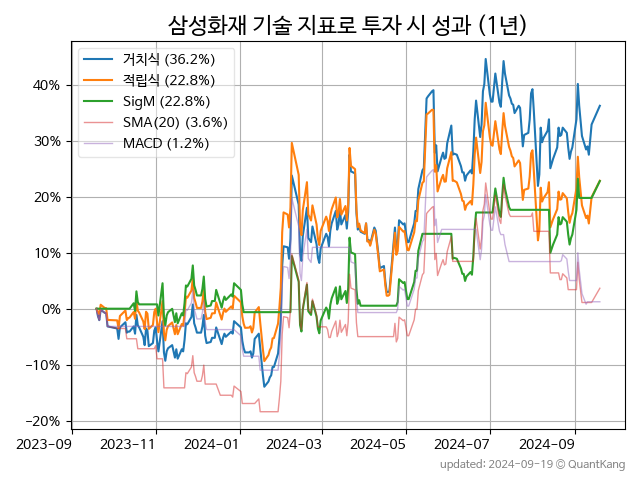 삼성화재 기술 지표로 투자 시 성과 (1년)
거치식 (36.2%)
적립식 (22.8%)
SigM (22.8%)
SMA(20) (3.6%)
MACD (1.2%)
40%
30%
20%
10%
0%
−10%
−20%
2023-09 2023-11 2024-01 2024-03 2024-05 2024-07 2024-09
updated: 2024-09-19 @ QuantKang